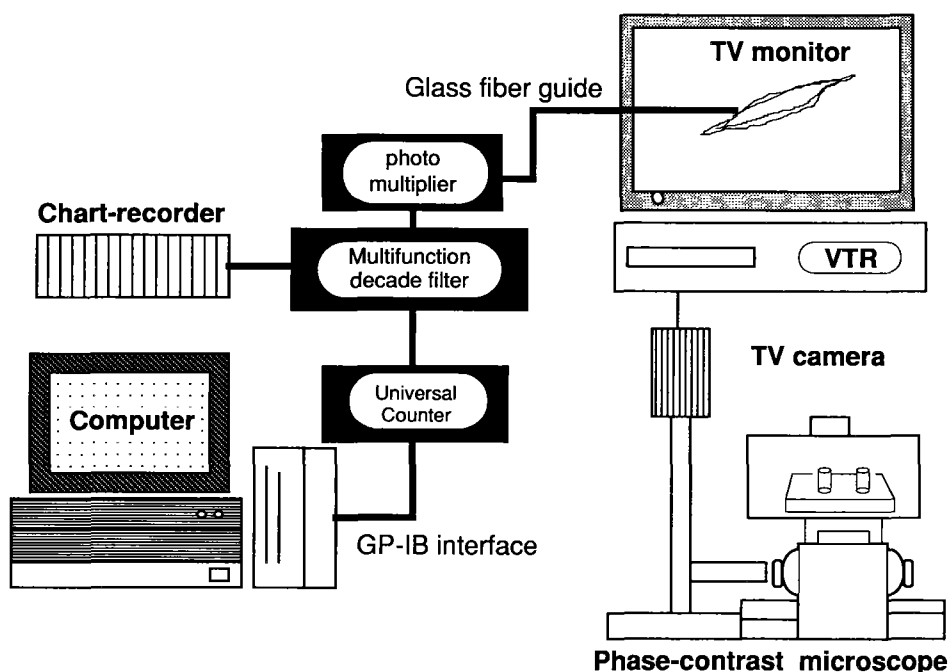 TV monitor
Glass fiber guide
photo
multiplier
Chart-recorder
Multifunction
decade filter
VTR
TV camera
Universal
Counter
Computer
GP-IB interface
Phase-contrast microscope